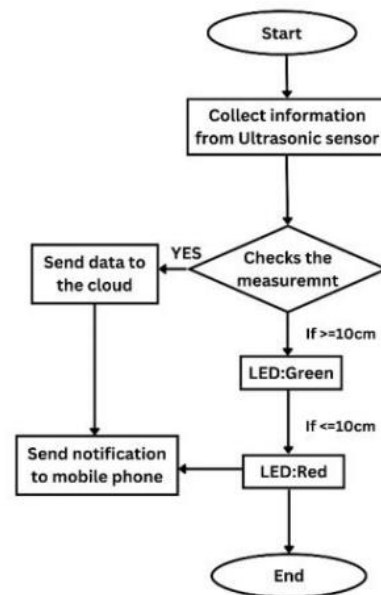 Start
Collect information
from Ultrasonic sensor
Checks the
measuremnt
YES
Send data to
the cloud
If >=10cm
LED:Green
If <=10cm
LED:Red
Send notification
to mobile phone
End